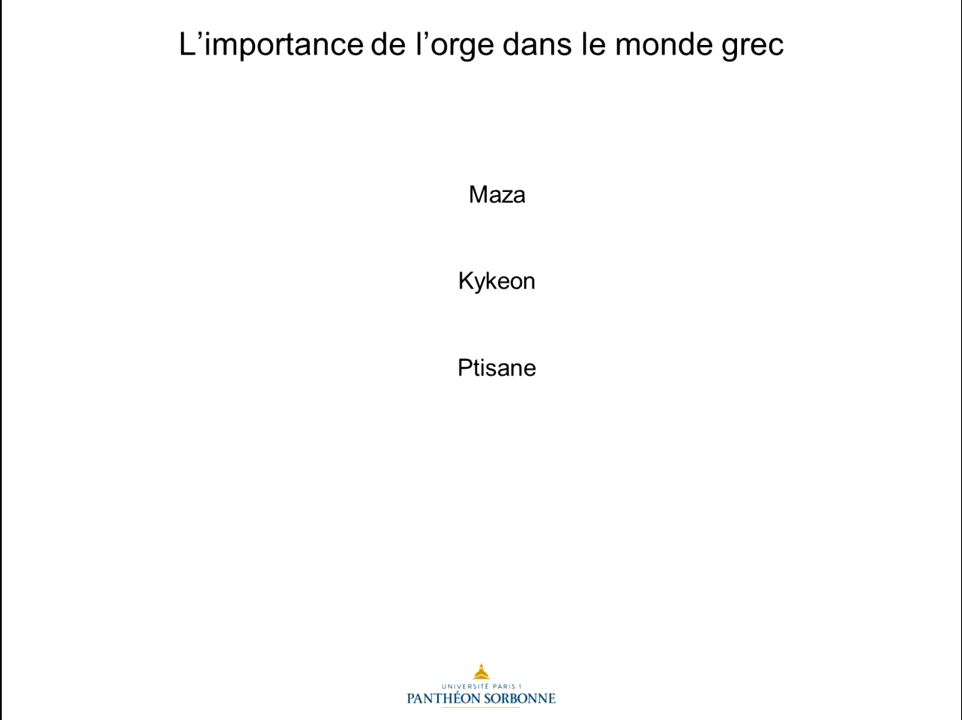 L’importance de l’orge dans le monde grec
Maza
Kykeon
Ptisane
UNIVERSITÉ PARIS 1
PANTHÉON SORBONNE